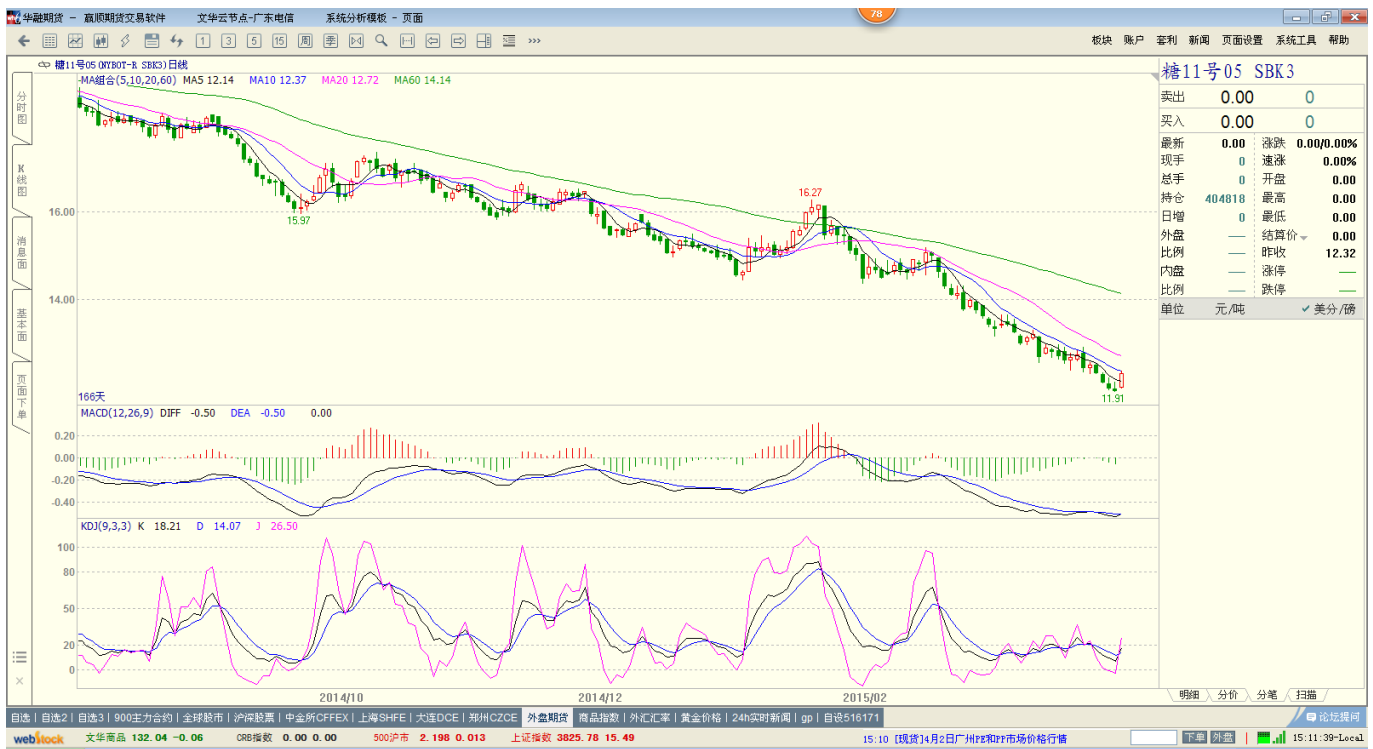 华融期货 - 赢顺期货交易软件 文华云节点-广东电信 系统分析模板 - 页面
78
1 3 5 15 周 季
板块 账户 套利 新闻 页面设置 系统工具 帮助
糖11号05(NYBOT-R SBK3)日线
MA组合(5,10,20,60) MA5 12.14 MA10 12.37 MA20 12.72 MA60 14.14
分时图
K线图
消息面
基本面
页面下单
16.27
15.97
16.00
14.00
166天
11.91
MACD(12,26,9) DIFF -0.50 DEA -0.50 0.00
0.20
0.00
-0.20
-0.40
KDJ(9,3,3) K 18.21 D 14.07 J 26.50
100
80
50
20
0
2014/10 2014/12 2015/02
糖11号05 SBK3
卖出 0.00 0
买入 0.00 0
最新 0.00 涨跌 0.00/0.00%
现手 0 速涨 0.00%
总手 0 开盘 0.00
持仓 404818 最高 0.00
日增 0 最低 0.00
外盘 — 结算价 0.00
比例 — 昨收 12.32
内盘 — 涨停 —
比例 — 跌停 —
单位 元/吨 ✓美分/磅
明细 分价 分笔 扫描
自选 自选2 自选3 900主力合约 全球股市 沪深股票 中金所CFFEX 上海SHFE 大连DCE 郑州CZCE 外盘期货 商品指数 外汇汇率 黄金价格 24h实时新闻 gp 自设516171
论坛提问
webstock 文华商品 132.04 -0.06 CRB指数 0.00 0.00 500沪市 2.198 0.013 上证指数 3825.78 15.49
15:10 [现货]4月2日广州PE和PP市场价格行情
下单 外盘 15:11:39-Local